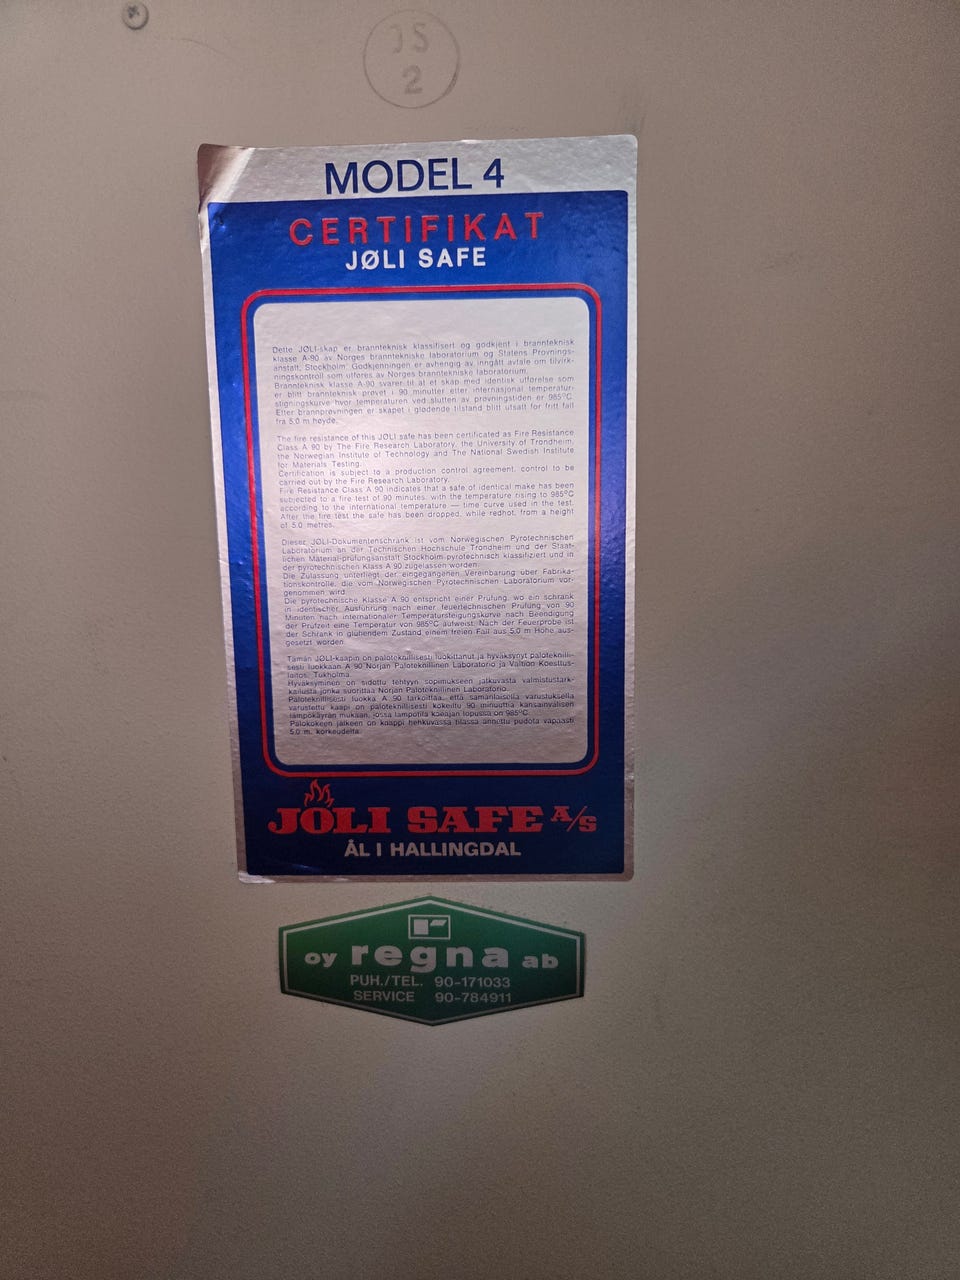 JS
2
MODEL 4
CERTIFIKAT
JØLI SAFE
Dette JØLI-skap er brannteknisk klassifisert og godkjent i brannteknisk
klasse A-90 av Norges branntekniske laboratorium og Statens Provnings-
anstalt, Stockholm. Godkjenningen er avhengig av inngått avtale om tilvirk-
ningskontroll som utføres av Norges branntekniske laboratorium.
Brannteknisk klasse A-90 svarer til at et skap med identisk utførelse som
er blitt brannteknisk prøvet i 90 minutter etter internasjonal temperatur-
stigningskurve hvor temperaturen ved slutten av prøvningstiden er 985°C.
Etter brannprøvningen er skapet i glødende tilstand blitt utsatt for fritt fall
fra 5,0 m høyde.
The fire resistance of this JØLI safe has been certificated as Fire Resistance
Class A 90 by The Fire Research Laboratory, the University of Trondheim,
the Norwegian Institute of Technology and The National Swedish Institute
for Materials Testing.
Certification is subject to a production control agreement, control to be
carried out by the Fire Research Laboratory.
Fire Resistance Class A 90 indicates that a safe of identical make has been
subjected to a fire test of 90 minutes, with the temperature rising to 985°C
according to the international temperature — time curve used in the test.
After the fire test the safe has been dropped, while redhot, from a height
of 5.0 metres.
Dieser JØLI-Dokumentenschrank ist vom Norwegischen Pyrotechnischen
Laboratorium an der Technischen Hochschule Trondheim und der Staat-
lichen Material-prüfungsanstalt Stockholm pyrotechnisch klassifiziert und in
der pyrotechnischen Klass A 90 zugelassen worden.
Die Zulassung unterliegt der eingegangenen Vereinbarung über Fabrika-
tionskontrolle, die vom Norwegischen Pyrotechnischen Laboratorium vor-
genommen wird.
Die pyrotechnische Klasse A 90 entspricht einer Prüfung, wo ein schrank
in identischer Ausführung nach einer feuertechnischen Prüfung von 90
Minuten nach internationaler Temperatursteigungskurve nach Beendigung
der Prüfzeit eine Temperatur von 985°C aufweist. Nach der Feuerprobe ist
der Schrank in glühendem Zustand einem freien Fall aus 5,0 m Höhe aus-
gesetzt worden.
Tämän JØLI-kaapin on paloteknillisesti luokittanut ja hyväksynyt paloteknilli-
sesti luokkaan A 90 Norjan Paloteknillinen Laboratorio ja Valtion Koestus-
laitos, Tukholma.
Hyväksyminen on sidottu tehtyyn sopimukseen jatkuvasta valmistustark-
kailusta jonka suorittaa Norjan Paloteknillinen Laboratorio.
Paloteknillisesti luokka A 90 tarkoittaa, että samanlaisella varustuksella
varustettu kaapi on paloteknillisesti kokeiltu 90 minuuttia kansainvälisen
lämpökäyrän mukaan, jossa lämpötila koeajan lopussa on 985°C.
Palokokeen jälkeen on kaappi hehkuvassa tilassa annettu pudota vapaasti
5,0 m. korkeudelta.
JØLI SAFE A/S
ÅL I HALLINGDAL
r
oy regna ab
PUH./TEL. 90-171033
SERVICE 90-784911